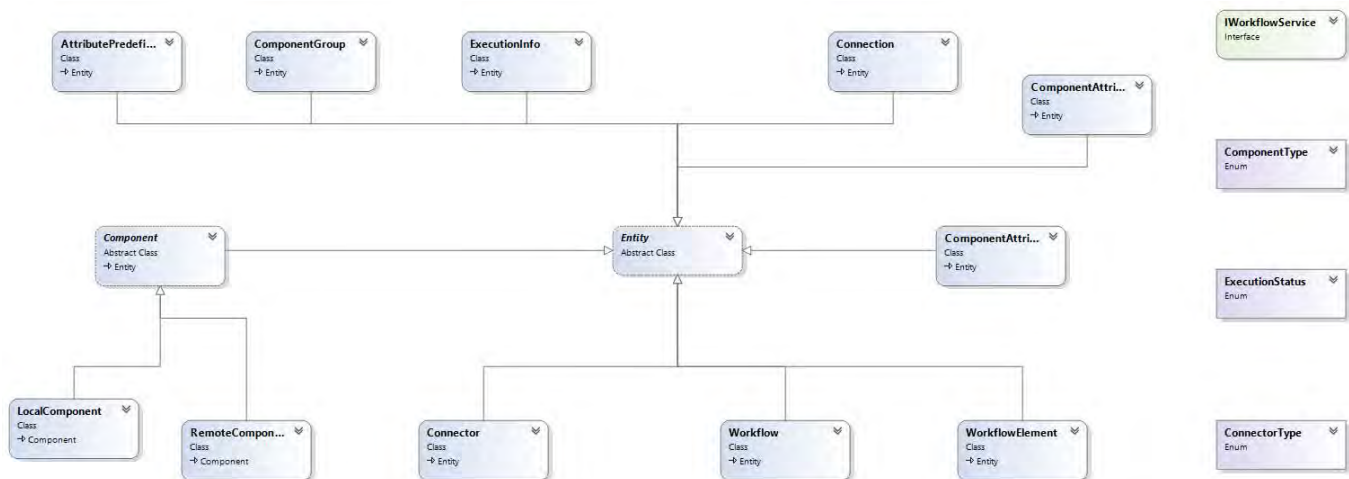 AttributePredefi...
Class
Entity
ComponentGroup
Class
Entity
ExecutionInfo
Class
Entity
Connection
Class
Entity
IWorkflowService
Interface
ComponentAttri...
Class
Entity
ComponentType
Enum
Component
Abstract Class
Entity
Entity
Abstract Class
ComponentAttri...
Class
Entity
ExecutionStatus
Enum
LocalComponent
Class
Component
RemoteCompon...
Class
Component
Connector
Class
Entity
Workflow
Class
Entity
WorkflowElement
Class
Entity
ConnectorType
Enum